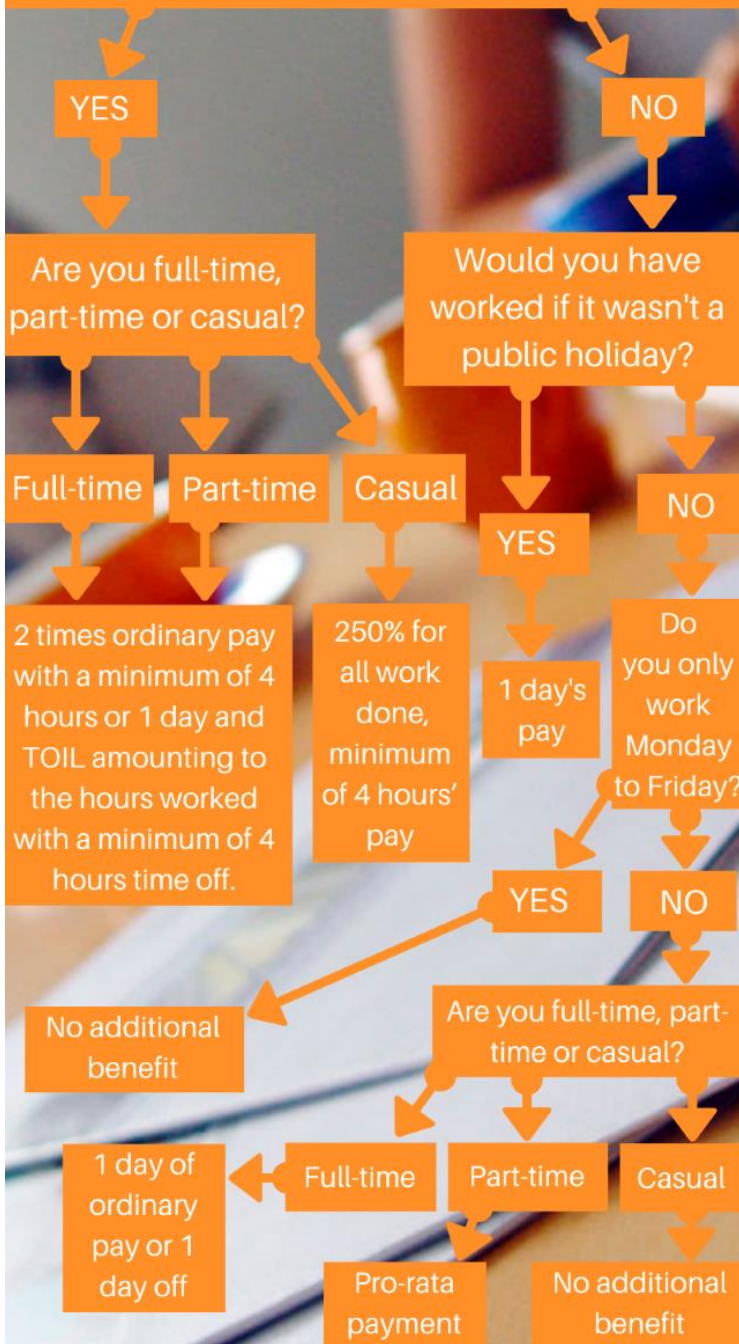 YES
NO
Are you full-time,
part-time or casual?
Would you have
worked if it wasn't a
public holiday?
Full-time
Part-time
Casual
YES
NO
2 times ordinary pay
with a minimum of 4
hours or 1 day and
TOIL amounting to
the hours worked
with a minimum of 4
hours time off.
250% for
all work
done,
minimum
of 4 hours’
pay
1 day's
pay
Do
you only
work
Monday
to Friday?
YES
NO
No additional
benefit
Are you full-time, part-
time or casual?
Full-time
Part-time
Casual
1 day of
ordinary
pay or 1
day off
Pro-rata
payment
No additional
benefit